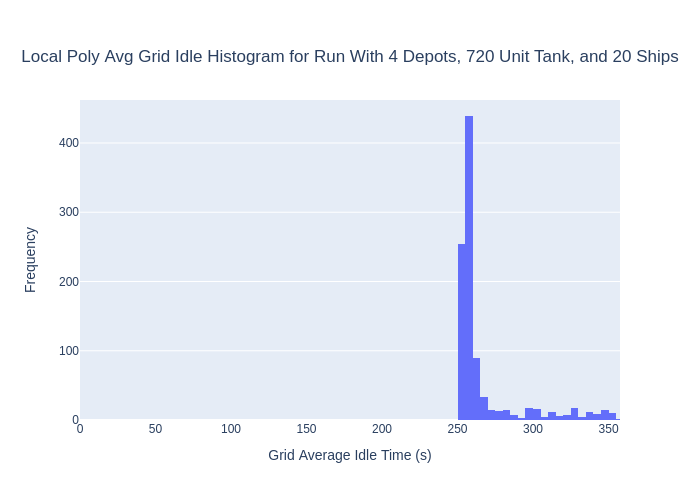 Local Poly Avg Grid Idle Histogram for Run With 4 Depots, 720 Unit Tank, and 20 Ships
400
300
200
100
0
Frequency
0 50 100 150 200 250 300 350
Grid Average Idle Time (s)